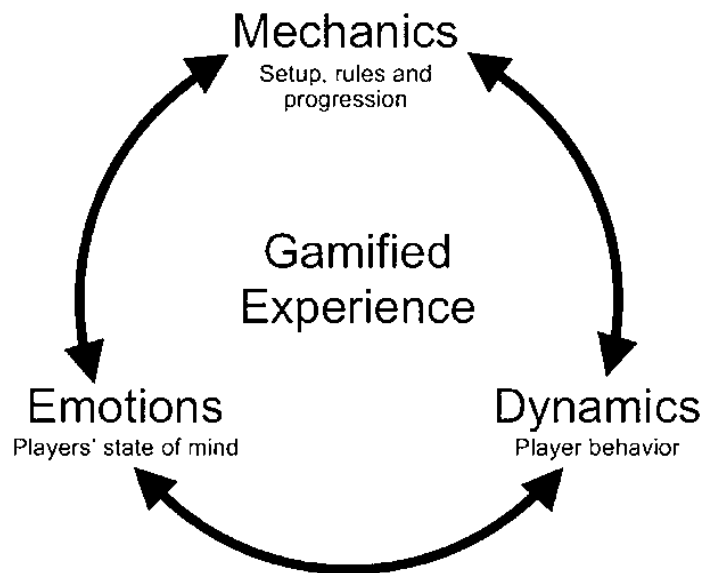 Mechanics
Setup, rules and
progression
Gamified
Experience
Emotions
Players' state of mind
Dynamics
Player behavior